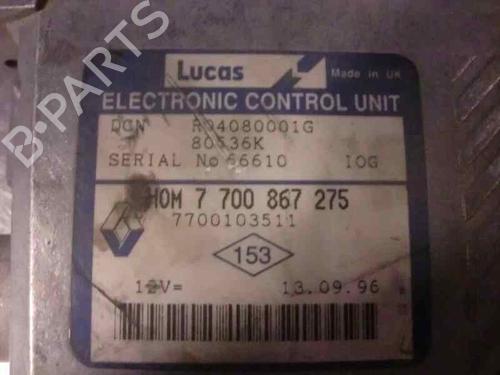 Lucas
Made in UK
ELECTRONIC CONTROL UNIT
DCN R04080001G
80536K
SERIAL No 66610 IOG
HOM 7 700 867 275
7700103511
153
12V= 13.09.96
B-PARTS